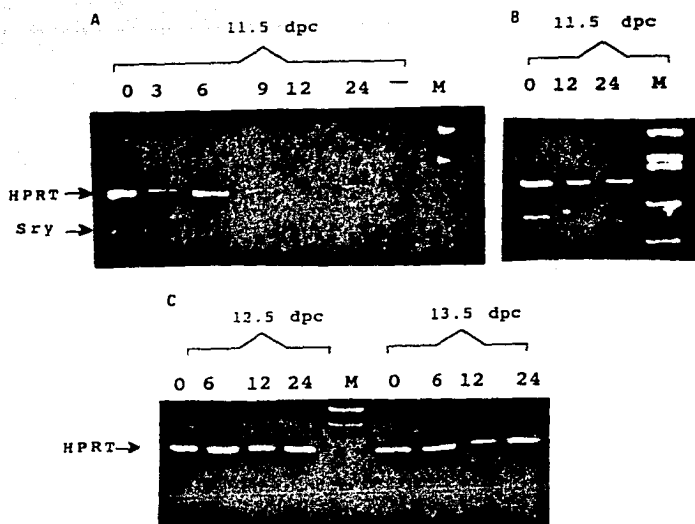 A
11.5 dpc
0 3 6 9 12 24 — M
HPRT→
Sry →
B
11.5 dpc
0 12 24 M
C
12.5 dpc 13.5 dpc
0 6 12 24 M 0 6 12 24
HPRT→